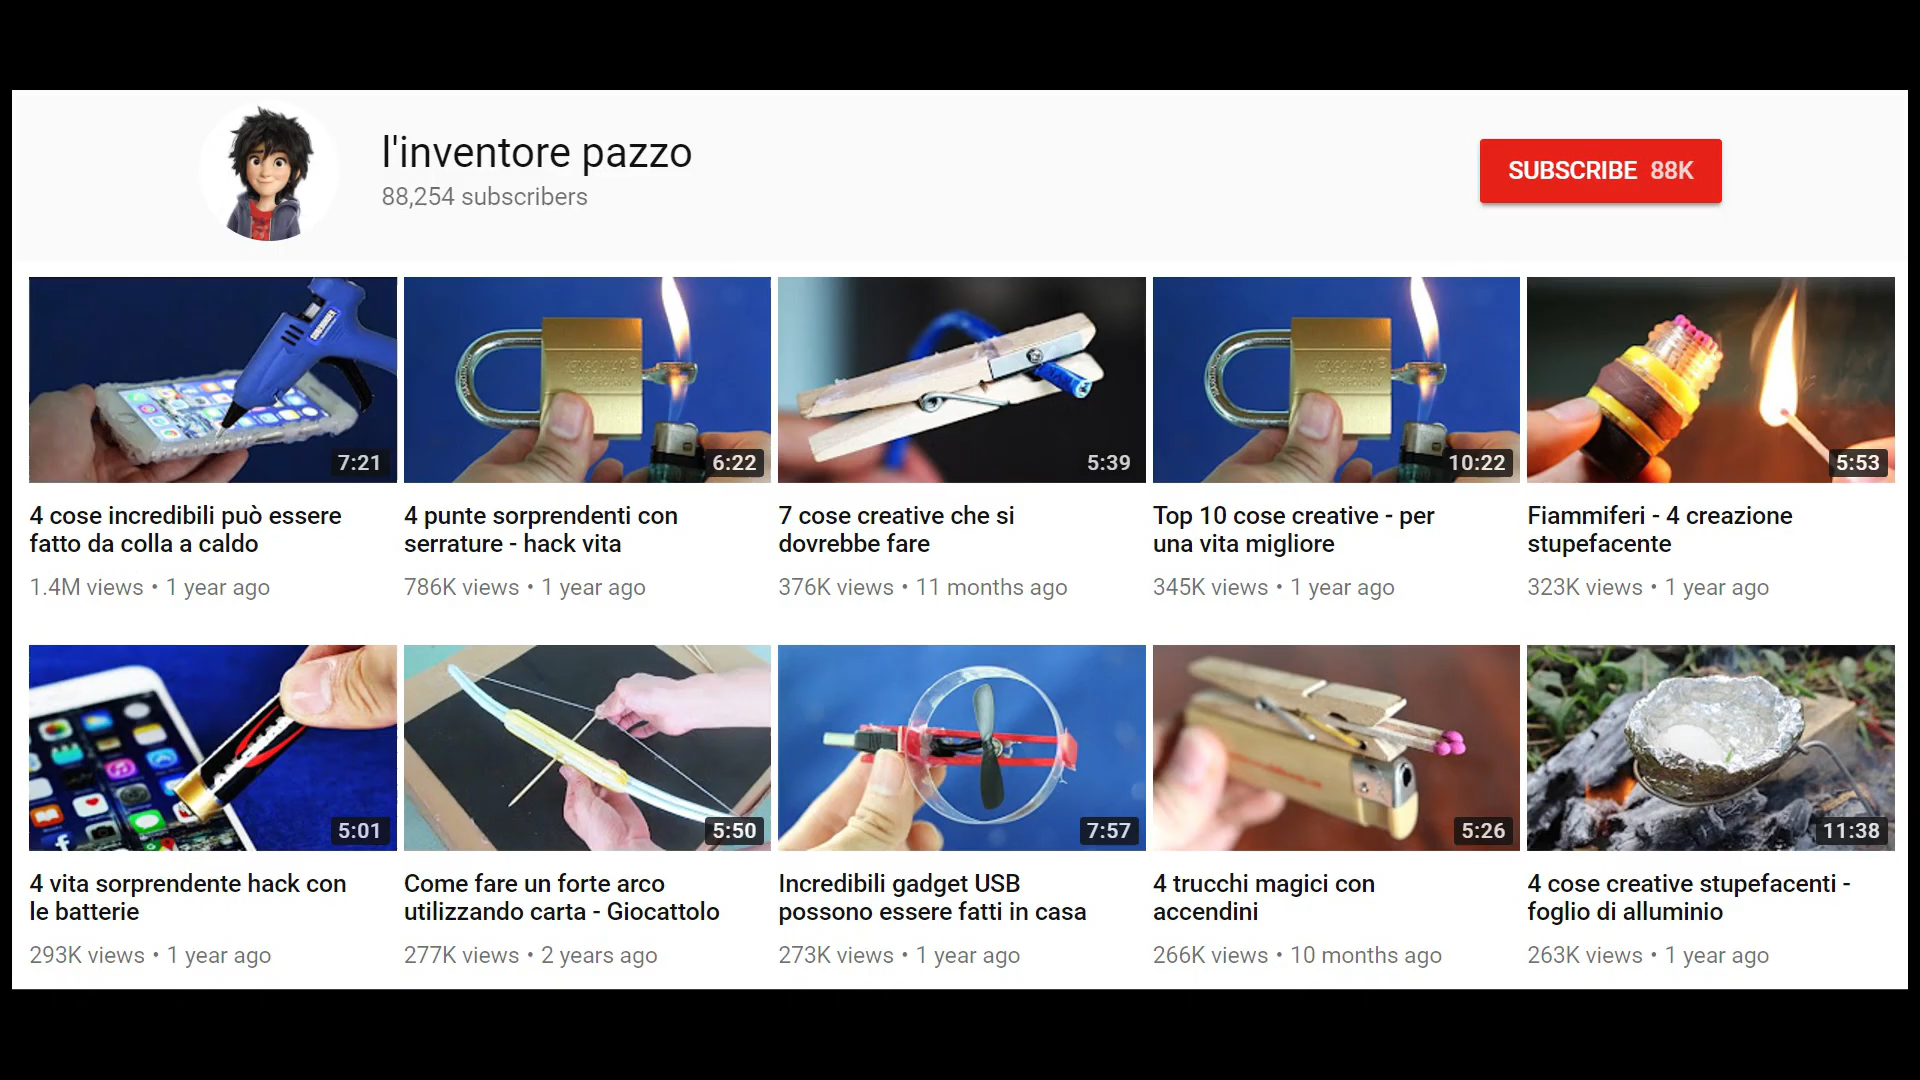 l'inventore pazzo
88,254 subscribers
SUBSCRIBE 88K
7:21
6:22
5:39
10:22
5:53
4 cose incredibili può essere
fatto da colla a caldo
1.4M views • 1 year ago
4 punte sorprendenti con
serrature - hack vita
786K views • 1 year ago
7 cose creative che si
dovrebbe fare
376K views • 11 months ago
Top 10 cose creative - per
una vita migliore
345K views • 1 year ago
Fiammiferi - 4 creazione
stupefacente
323K views • 1 year ago
5:01
5:50
7:57
5:26
11:38
4 vita sorprendente hack con
le batterie
293K views • 1 year ago
Come fare un forte arco
utilizzando carta - Giocattolo
277K views • 2 years ago
Incredibili gadget USB
possono essere fatti in casa
273K views • 1 year ago
4 trucchi magici con
accendini
266K views • 10 months ago
4 cose creative stupefacenti -
foglio di alluminio
263K views • 1 year ago